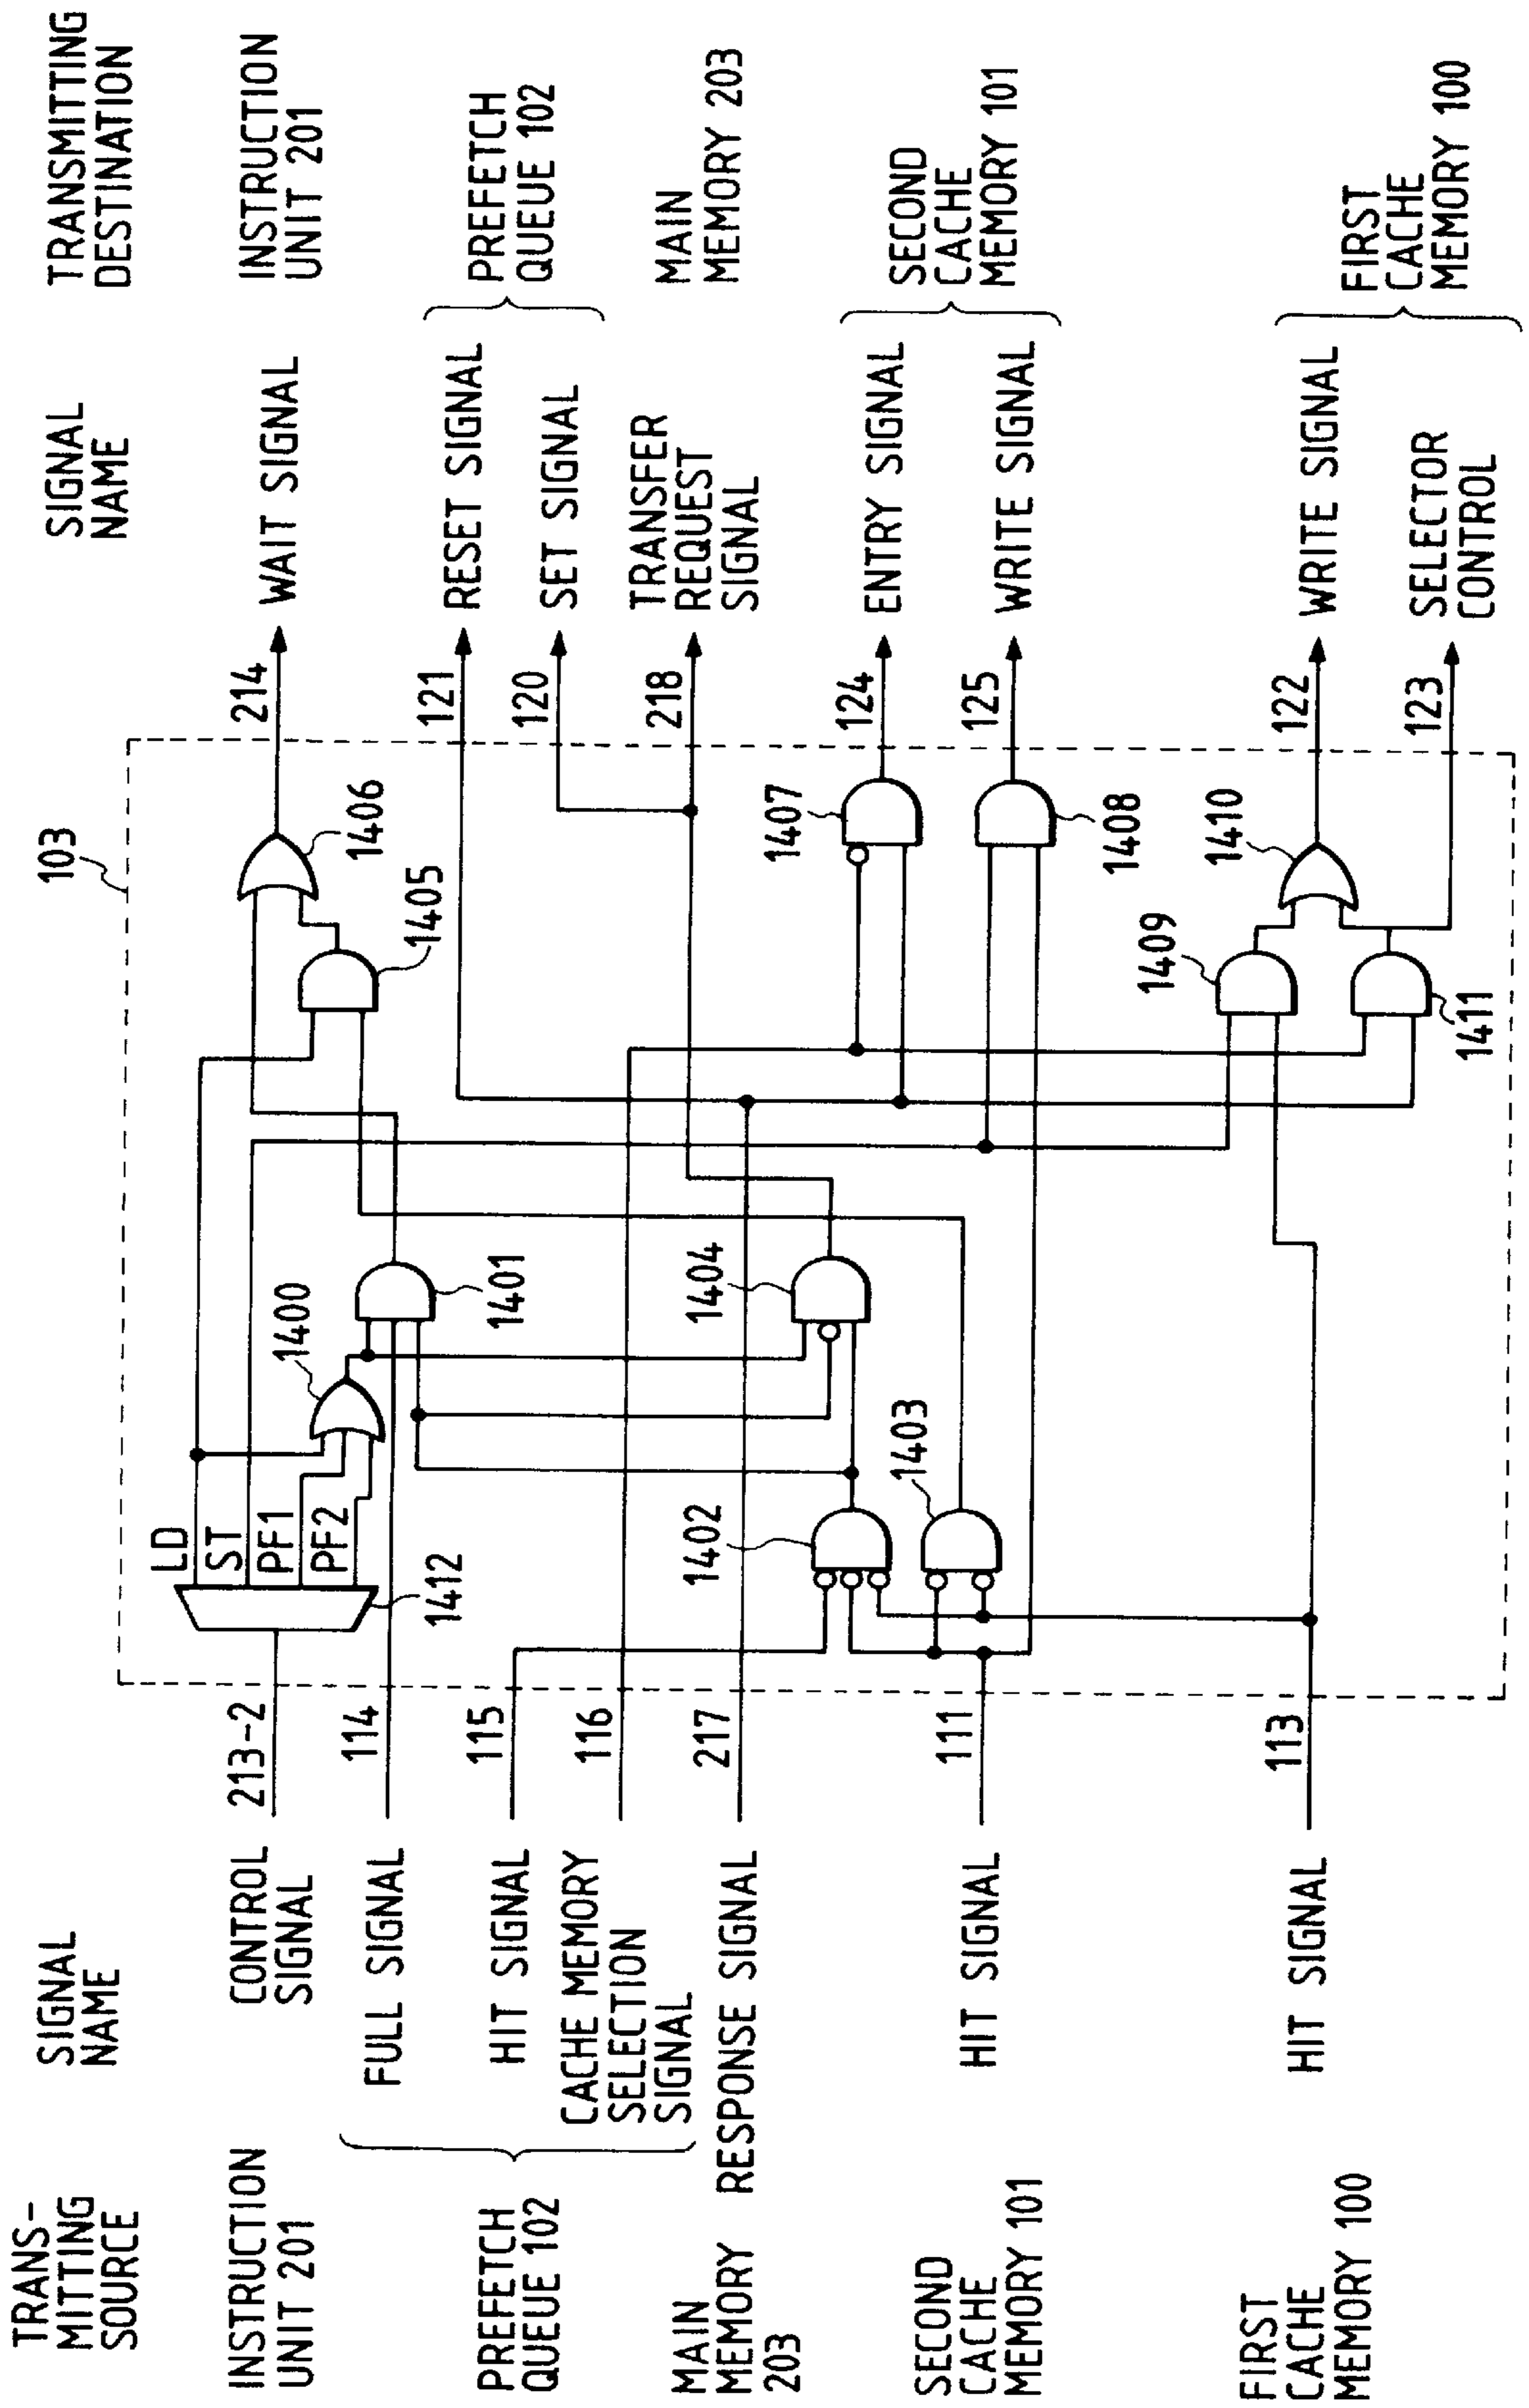 TRANS-
MITTING
SOURCE
SIGNAL
NAME
SIGNAL
NAME
TRANSMITTING
DESTINATION
INSTRUCTION
UNIT 201
CONTROL
SIGNAL
213-2
FULL SIGNAL
114
PREFETCH
QUEUE 102
HIT SIGNAL
115
CACHE MEMORY
SELECTION
SIGNAL
116
MAIN
MEMORY
203
RESPONSE SIGNAL
217
SECOND
CACHE
MEMORY 101
HIT SIGNAL
111
FIRST
CACHE
MEMORY 100
HIT SIGNAL
113
103
LD
ST
PF1
PF2
1412
1400
1401
1402
1403
1404
1405
1406
1407
1408
1409
1410
1411
214
WAIT SIGNAL
INSTRUCTION
UNIT 201
121
RESET SIGNAL
120
SET SIGNAL
PREFETCH
QUEUE 102
218
TRANSFER
REQUEST
SIGNAL
MAIN
MEMORY 203
124
ENTRY SIGNAL
125
WRITE SIGNAL
SECOND
CACHE
MEMORY 101
122
WRITE SIGNAL
123
SELECTOR
CONTROL
FIRST
CACHE
MEMORY 100